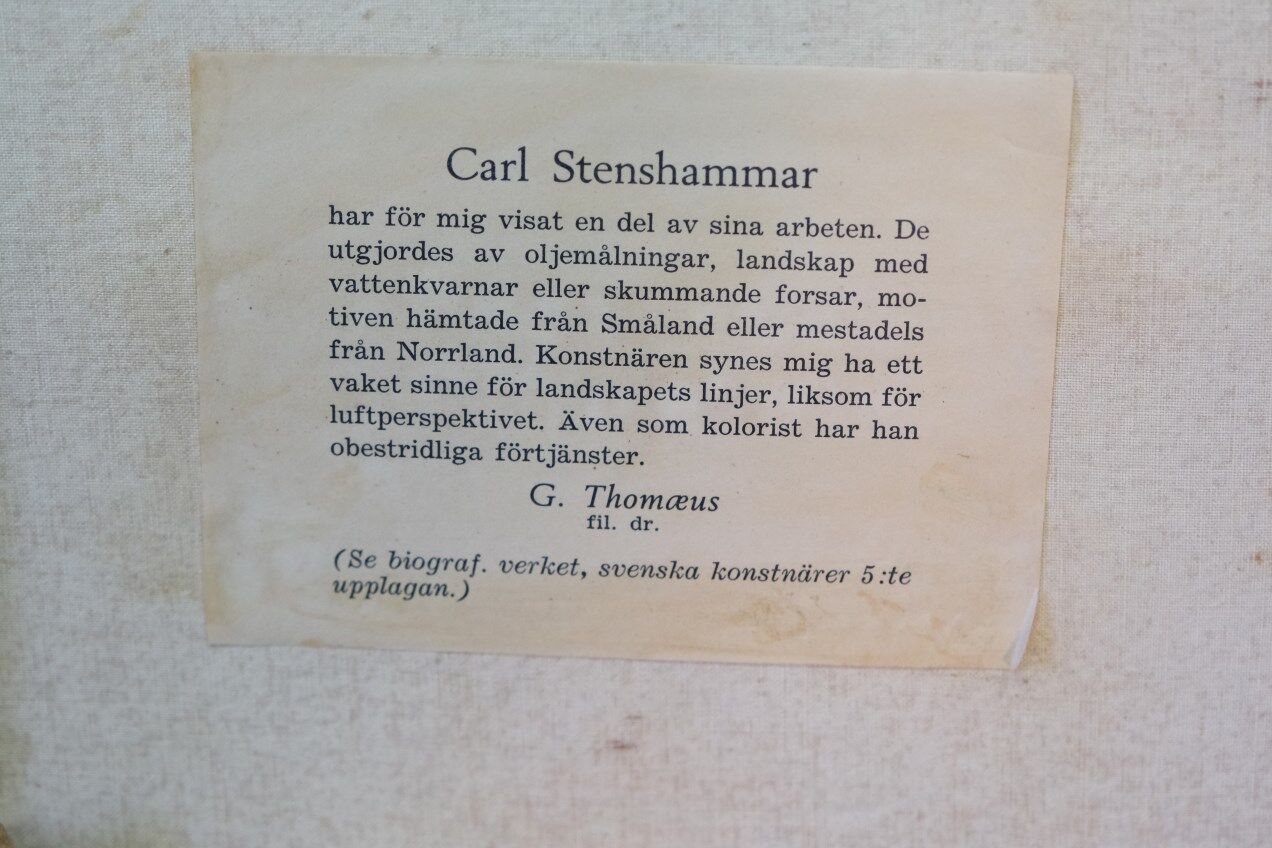 Carl Stenshammar
har för mig visat en del av sina arbeten. De
utgjordes av oljemålningar, landskap med
vattenkvarnar eller skummande forsar, mo-
tiven hämtade från Småland eller mestadels
från Norrland. Konstnären synes mig ha ett
vaket sinne för landskapets linjer, liksom för
luftperspektivet. Även som kolorist har han
obestridliga förtjänster.
G. Thomæus
fil. dr.
(Se biograf. verket, svenska konstnärer 5:te
upplagan.)